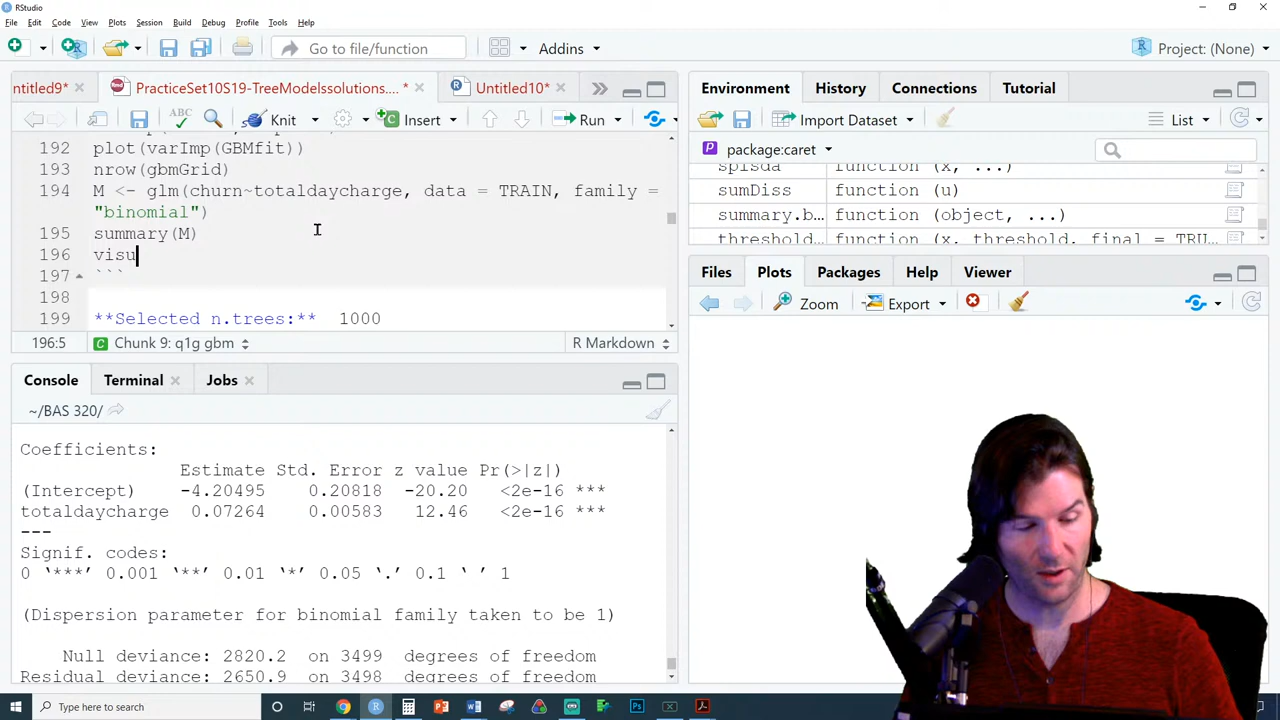 RStudio
File Edit Code View Plots Session Build Debug Profile Tools Help
Go to file/function Addins Project: (None)
ntitled9* PracticeSet10S19-TreeModelssolutions.... * Untitled10*
Knit Insert Run
192 plot(varImp(GBMfit))
193 nrow(gbmGrid)
194 M <- glm(churn~totaldaycharge, data = TRAIN, family =
"binomial")
195 summary(M)
196 visu
197 ```
198
199 **Selected n.trees:** 1000
196:5 Chunk 9: q1g gbm R Markdown
Console Terminal Jobs
~/BAS 320/
Coefficients:
Estimate Std. Error z value Pr(>|z|)
(Intercept) -4.20495 0.20818 -20.20 <2e-16 ***
totaldaycharge 0.07264 0.00583 12.46 <2e-16 ***
---
Signif. codes:
0 ‘***’ 0.001 ‘**’ 0.01 ‘*’ 0.05 ‘.’ 0.1 ‘ ’ 1
(Dispersion parameter for binomial family taken to be 1)
Null deviance: 2820.2 on 3499 degrees of freedom
Residual deviance: 2650.9 on 3498 degrees of freedom
Environment History Connections Tutorial
Import Dataset List
package:caret
splsda function (x, ...)
sumDiss function (u)
summary.b... function (object, ...)
threshold... function (x, threshold, final = TRU...
Files Plots Packages Help Viewer
Zoom Export
Type here to search